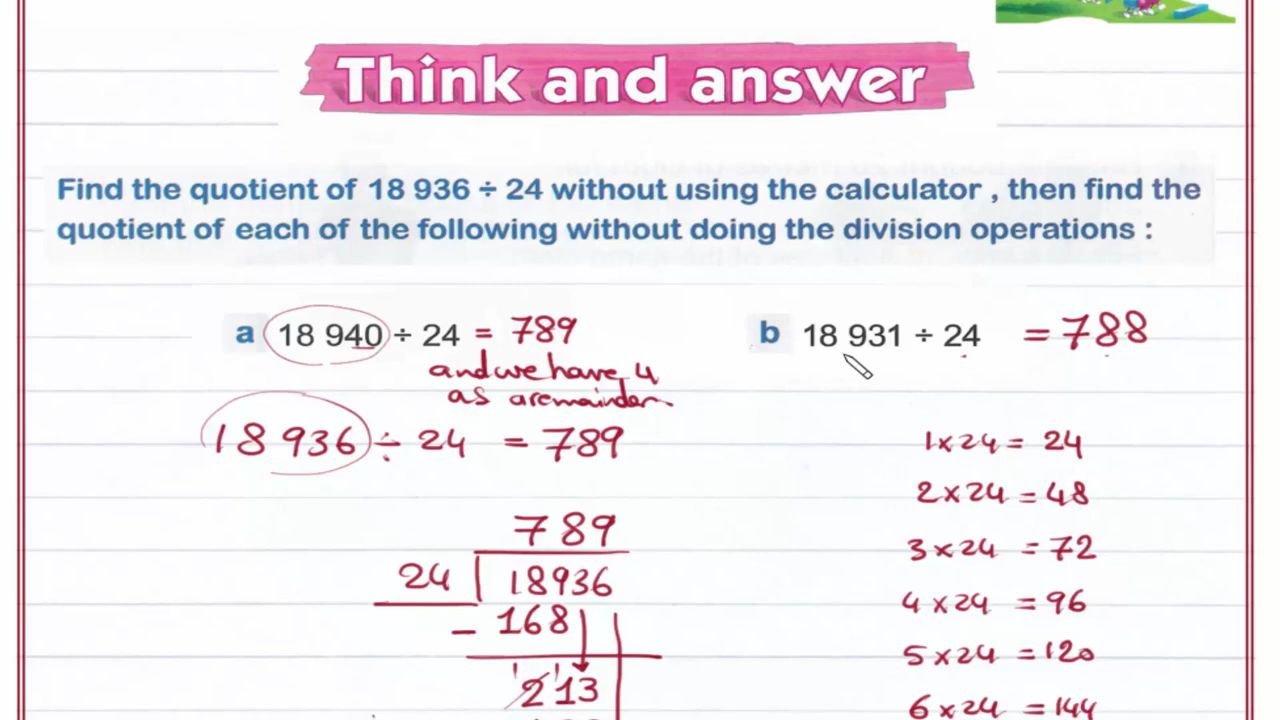 Think and answer
Find the quotient of 18 936 ÷ 24 without using the calculator , then find the
quotient of each of the following without doing the division operations :
a 18 940 ÷ 24 = 789
and we have 4
as a remainder
b 18 931 ÷ 24 = 788
18 936 ÷ 24 = 789
789
24 18936
- 168
213
1 x 24 = 24
2 x 24 = 48
3 x 24 = 72
4 x 24 = 96
5 x 24 = 120
6 x 24 = 144